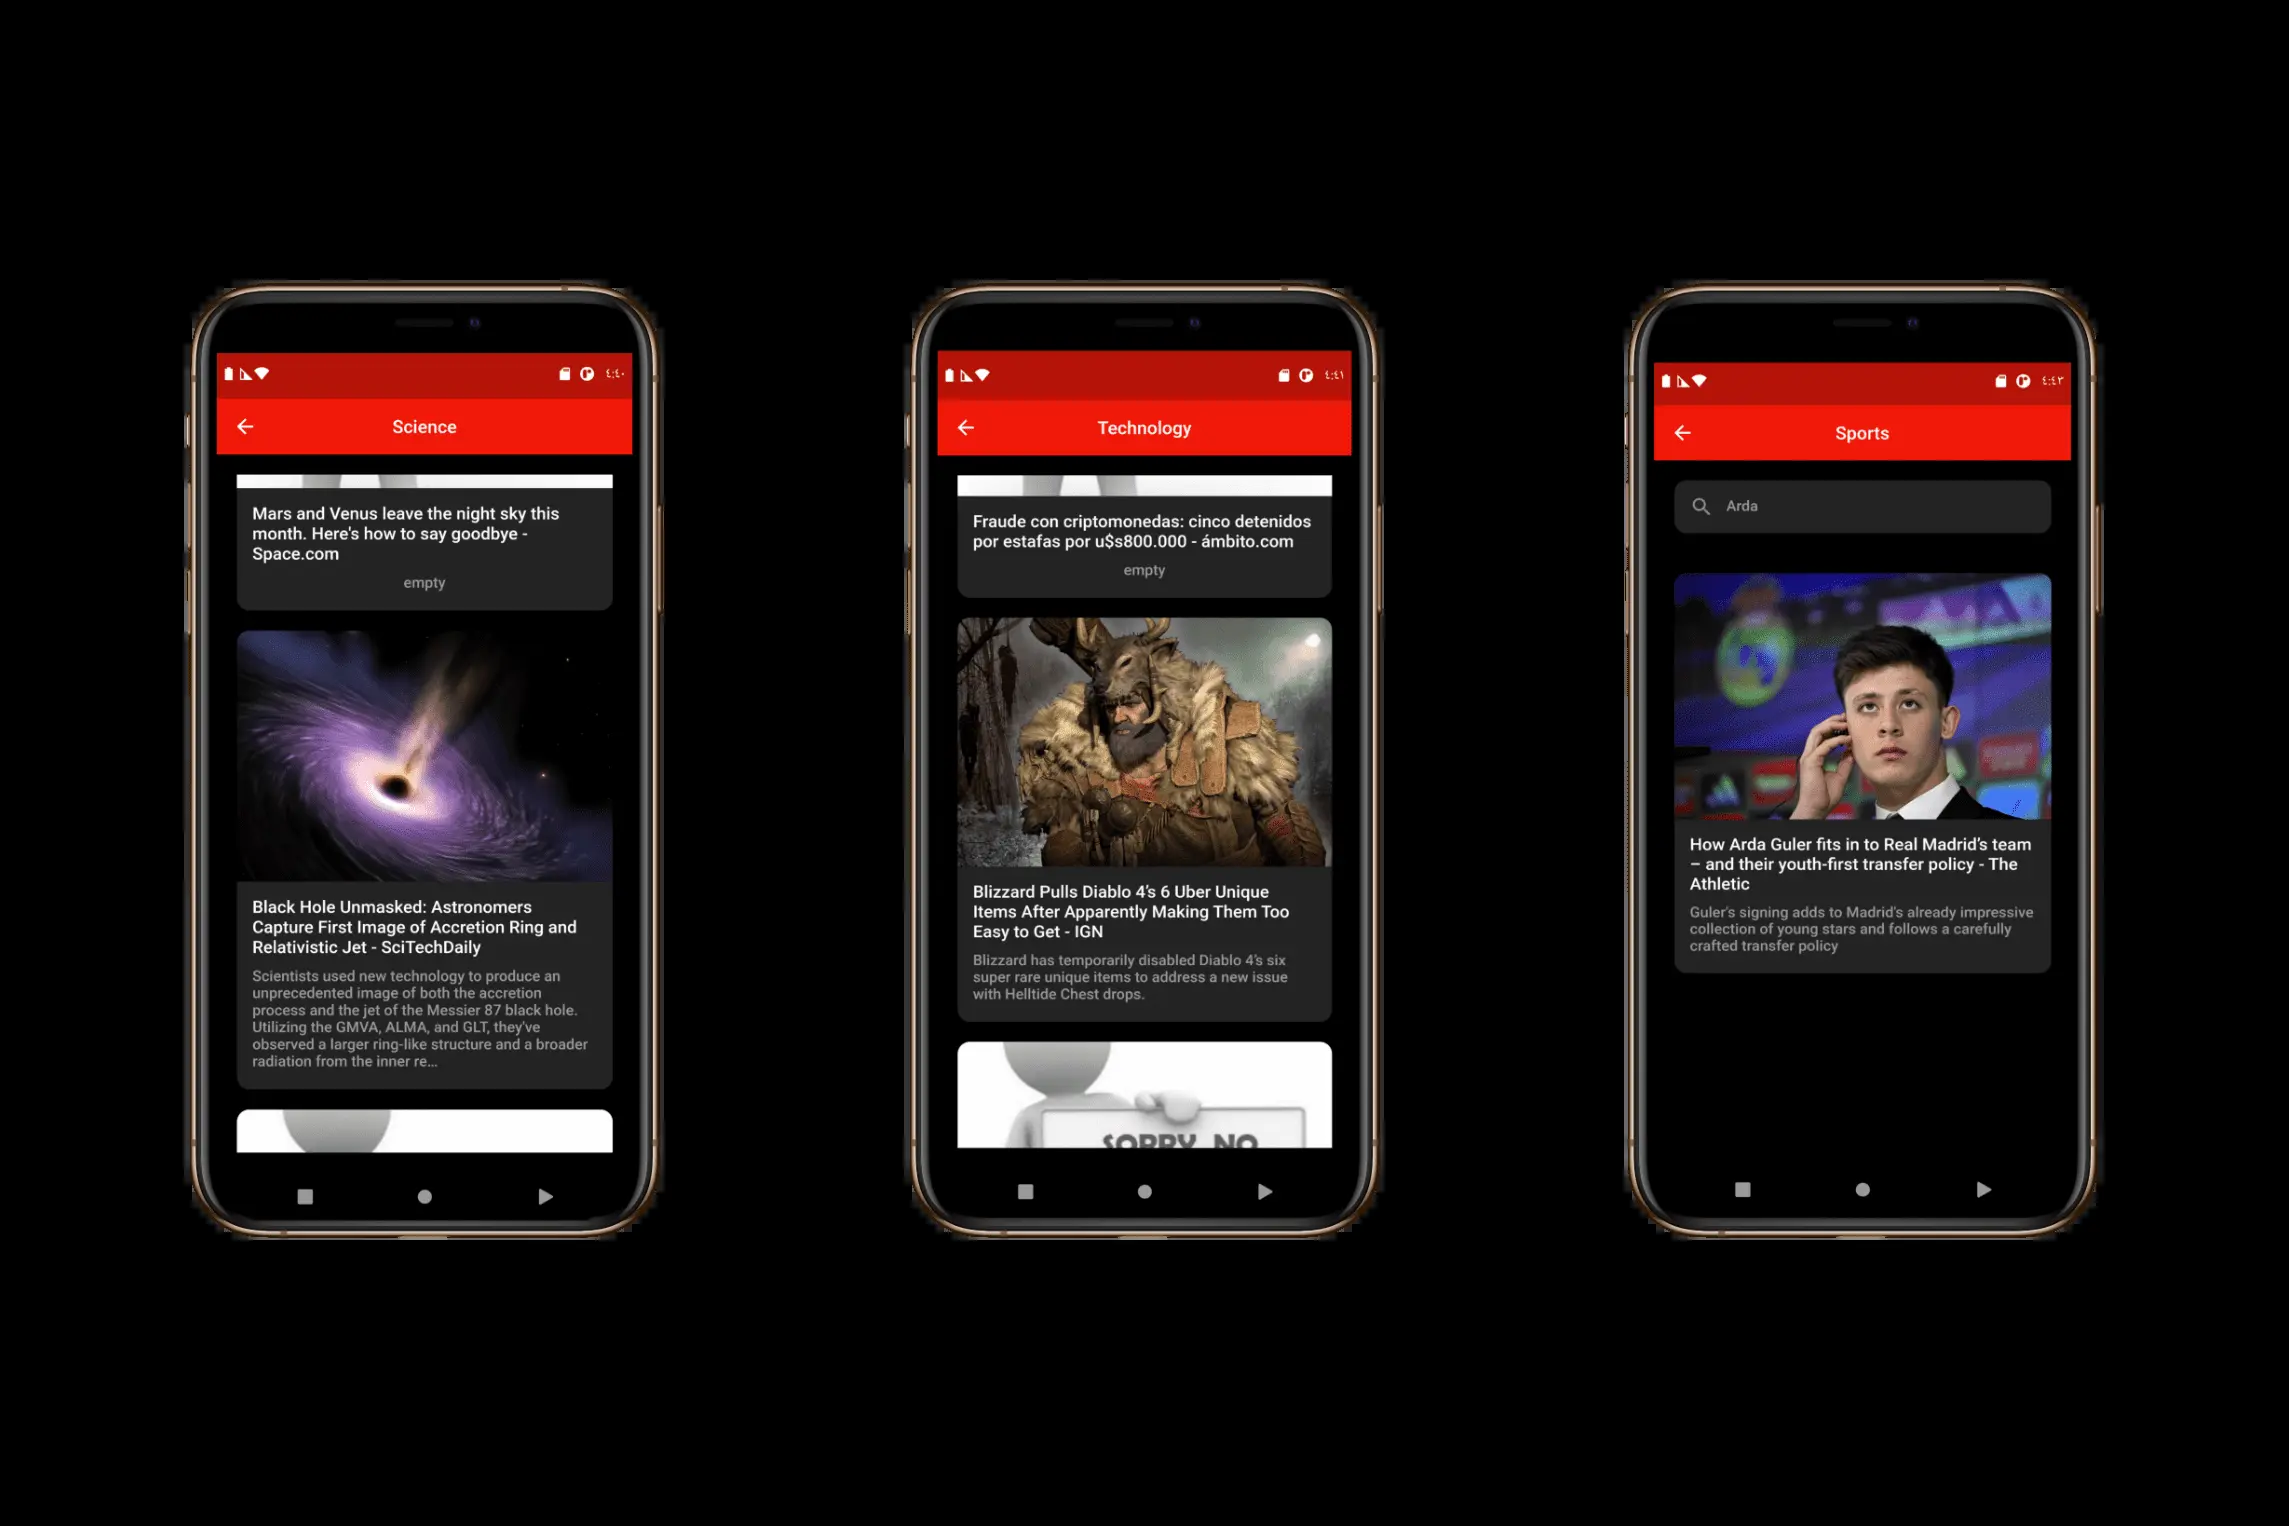 ٤:٤٠
Science
Mars and Venus leave the night sky this
month. Here's how to say goodbye -
Space.com
empty
Black Hole Unmasked: Astronomers
Capture First Image of Accretion Ring and
Relativistic Jet - SciTechDaily
Scientists used new technology to produce an
unprecedented image of both the accretion
process and the jet of the Messier 87 black hole.
Utilizing the GMVA, ALMA, and GLT, they've
observed a larger ring-like structure and a broader
radiation from the inner re...
٤:٤١
Technology
Fraude con criptomonedas: cinco detenidos
por estafas por u$s800.000 - ámbito.com
empty
Blizzard Pulls Diablo 4's 6 Uber Unique
Items After Apparently Making Them Too
Easy to Get - IGN
Blizzard has temporarily disabled Diablo 4's six
super rare unique items to address a new issue
with Helltide Chest drops.
SORRY, NO
٤:٤٣
Sports
Arda
How Arda Guler fits in to Real Madrid's team
– and their youth-first transfer policy - The
Athletic
Guler's signing adds to Madrid's already impressive
collection of young stars and follows a carefully
crafted transfer policy